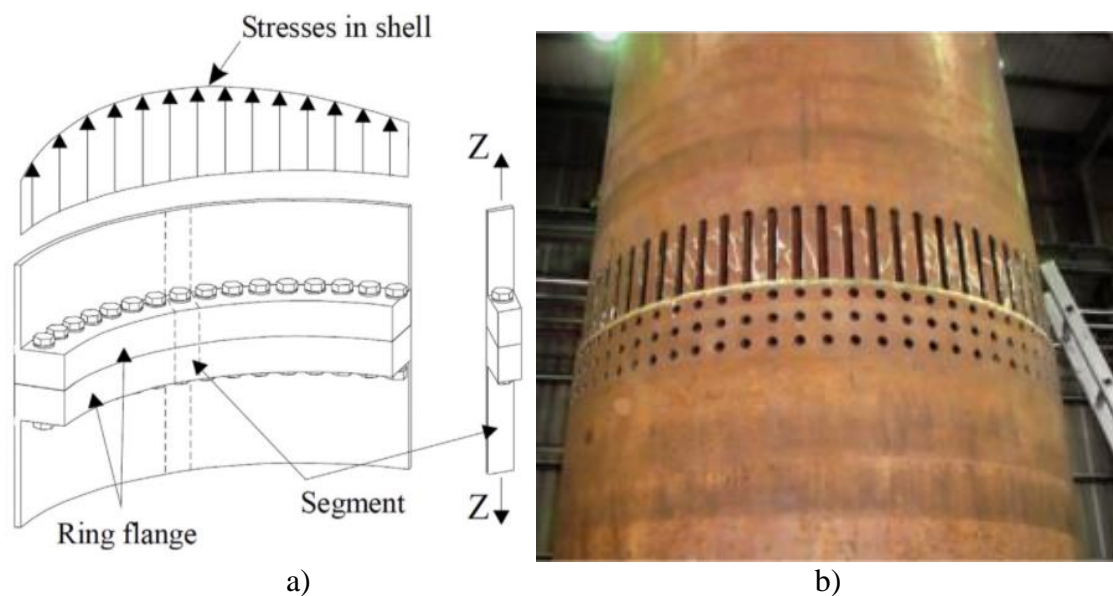 Stresses in shell
Z
Segment
Ring flange
Z
a)
b)